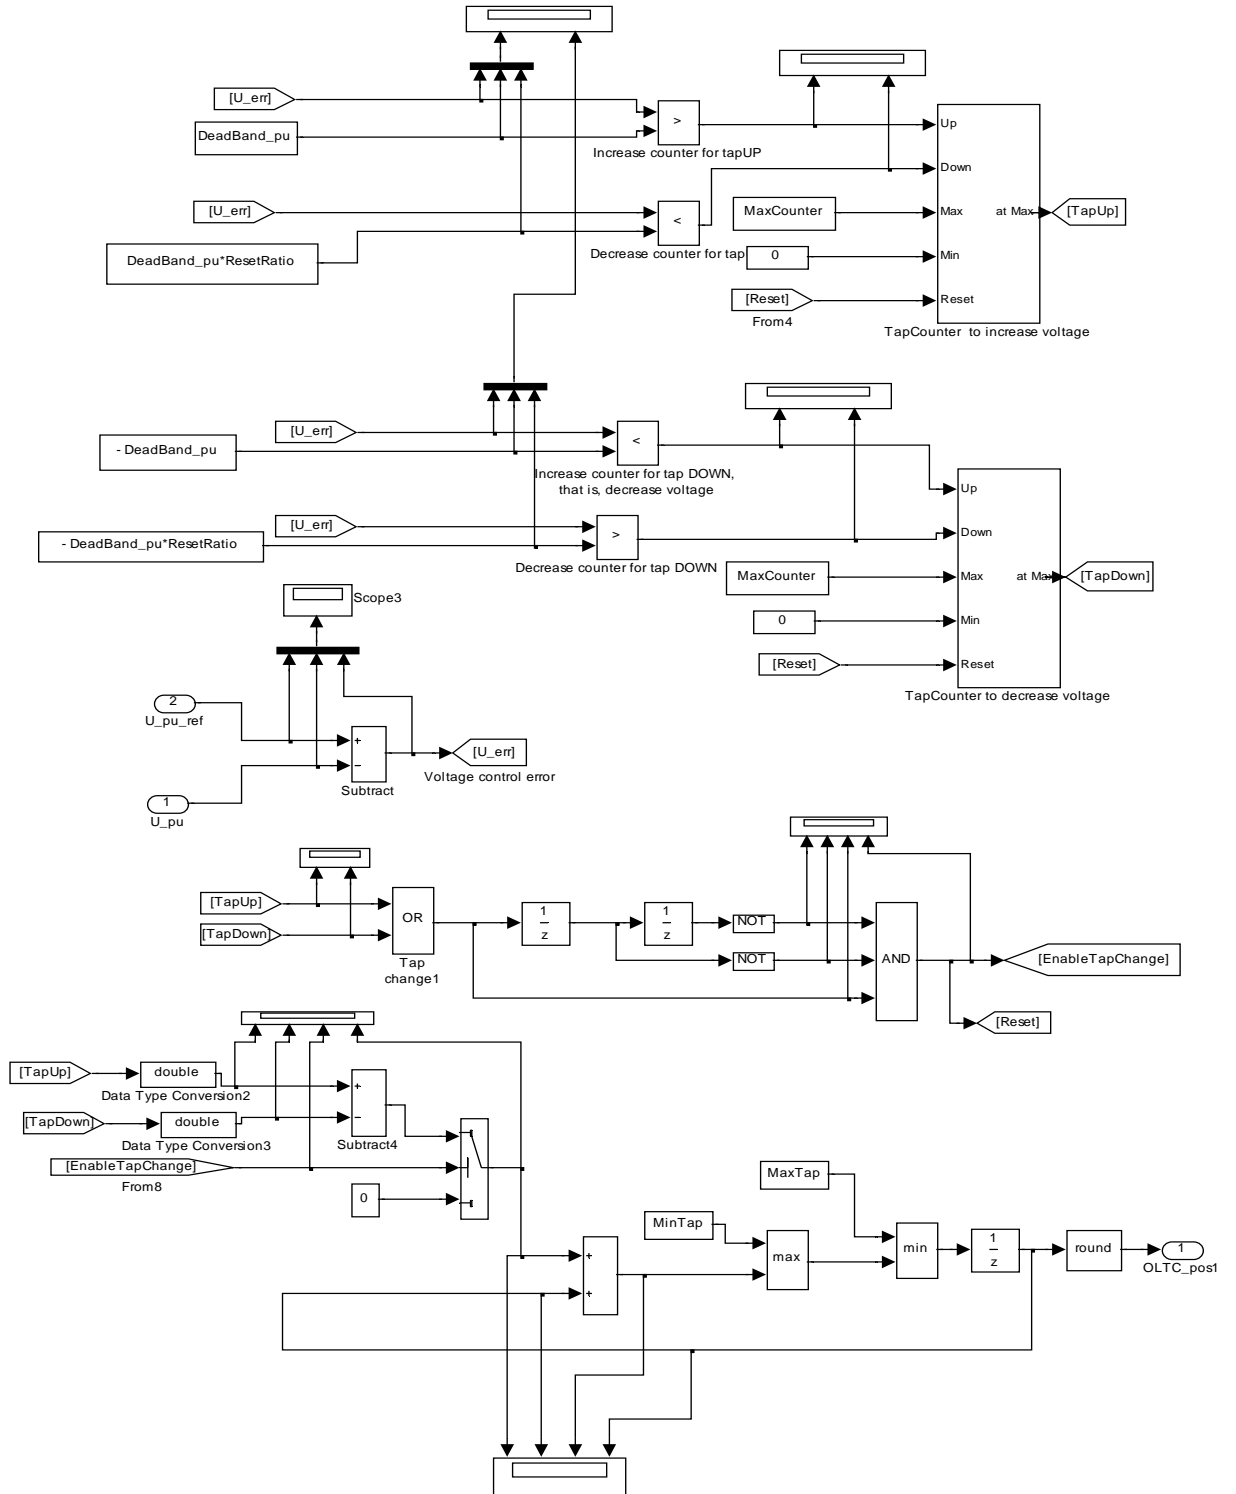 [U_err]
DeadBand_pu
>
Increase counter for tapUP
[U_err]
DeadBand_pu*ResetRatio
<
Decrease counter for tap
MaxCounter
0
[Reset]
From4
Up
Down
Max
at Max
Min
Reset
[TapUp]
TapCounter to increase voltage
[U_err]
- DeadBand_pu
<
Increase counter for tap DOWN,
that is, decrease voltage
[U_err]
- DeadBand_pu*ResetRatio
>
Decrease counter for tap DOWN
MaxCounter
0
[Reset]
Up
Down
Max
at Max
Min
Reset
[TapDown]
TapCounter to decrease voltage
Scope3
2
U_pu_ref
1
U_pu
+
−
Subtract
[U_err]
Voltage control error
[TapUp]
[TapDown]
OR
Tap
change1
1
z
1
z
NOT
NOT
AND
[EnableTapChange]
[Reset]
[TapUp]
double
Data Type Conversion2
[TapDown]
double
Data Type Conversion3
+
−
Subtract4
[EnableTapChange]
From8
0
+
+
MinTap
max
MaxTap
min
1
z
round
1
OLTC_pos1